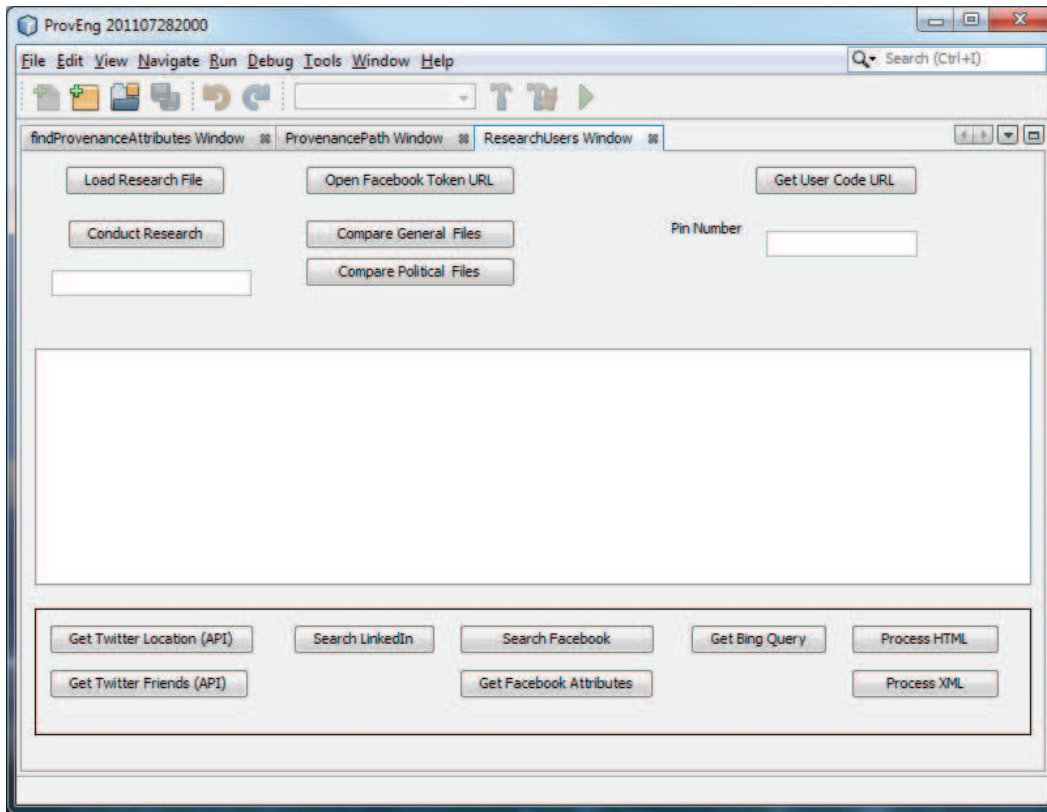 ProvEng 201107282000
File Edit View Navigate Run Debug Tools Window Help Search (Ctrl+I)
findProvenanceAttributes Window ProvenancePath Window ResearchUsers Window
Load Research File Open Facebook Token URL Get User Code URL
Conduct Research Compare General Files Pin Number
Compare Political Files
Get Twitter Location (API) Search LinkedIn Search Facebook Get Bing Query Process HTML
Get Twitter Friends (API) Get Facebook Attributes Process XML